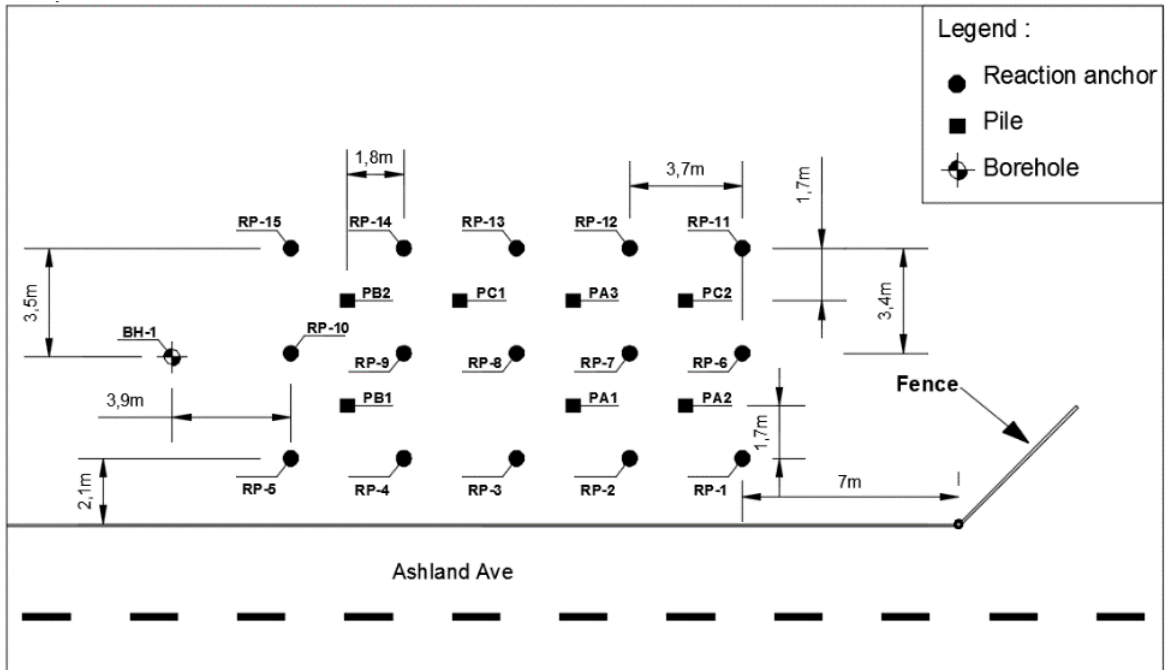 Legend :
Reaction anchor
Pile
Borehole
1,8m
3,7m
1,7m
RP-15
RP-14
RP-13
RP-12
RP-11
3,5m
PB2
PC1
PA3
PC2
3,4m
BH-1
RP-10
RP-9
RP-8
RP-7
RP-6
Fence
3,9m
PB1
PA1
PA2
1,7m
2,1m
RP-5
RP-4
RP-3
RP-2
RP-1
7m
Ashland Ave